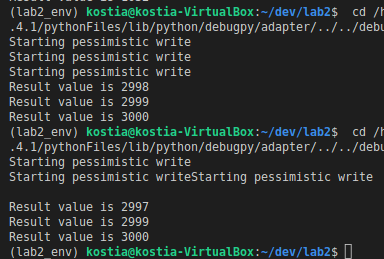 (lab2_env) kostia@kostia-VirtualBox:~/dev/lab2$  cd /h
.4.1/pythonFiles/lib/python/debugpy/adapter/../../debu
Starting pessimistic write
Starting pessimistic write
Starting pessimistic write
Result value is 2998
Result value is 2999
Result value is 3000
(lab2_env) kostia@kostia-VirtualBox:~/dev/lab2$  cd /h
.4.1/pythonFiles/lib/python/debugpy/adapter/../../debu
Starting pessimistic write
Starting pessimistic writeStarting pessimistic write

Result value is 2997
Result value is 2999
Result value is 3000
(lab2_env) kostia@kostia-VirtualBox:~/dev/lab2$